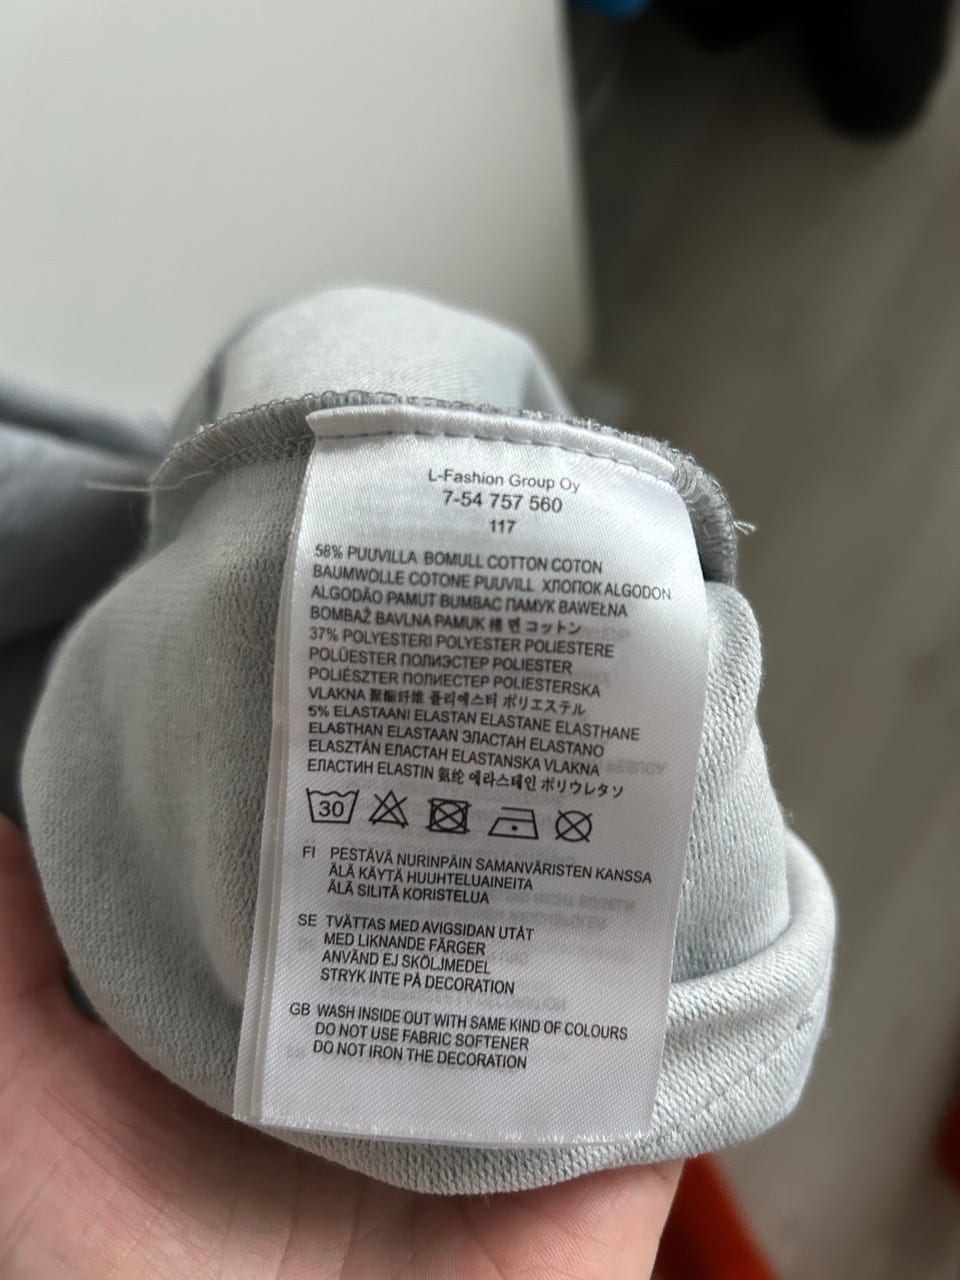 L-Fashion Group Oy
7-54 757 560
117
58% PUUVILLA BOMULL COTTON COTON
BAUMWOLLE COTONE PUUVILL ХЛОПОК ALGODON
ALGODÃO PAMUT BUMBAC ПАМУК BAWEŁNA
BOMBAŽ BAVLNA PAMUK 棉 면 コットン
37% POLYESTERI POLYESTER POLIESTERE
POLÜESTER ПОЛИЭСТЕР POLIESTER
POLIÉSZTER ПОЛИЕСТЕР POLIESTERSKA
VLAKNA 聚酯纤维 폴리에스터 ポリエステル
5% ELASTAANI ELASTAN ELASTANE ELASTHANE
ELASTHAN ELASTAAN ЭЛАСТАН ELASTANO
ELASZTÁN ЕЛАСТАН ELASTANSKA VLAKNA
ЕЛАСТИН ELASTIN 氨纶 에라스테인 ポリウレタン
30
FI PESTÄVÄ NURINPÄIN SAMANVÄRISTEN KANSSA
ÄLÄ KÄYTÄ HUUHTELUAINEITA
ÄLÄ SILITÄ KORISTELUA
SE TVÄTTAS MED AVIGSIDAN UTÅT
MED LIKNANDE FÄRGER
ANVÄND EJ SKÖLJMEDEL
STRYK INTE PÅ DECORATION
GB WASH INSIDE OUT WITH SAME KIND OF COLOURS
DO NOT USE FABRIC SOFTENER
DO NOT IRON THE DECORATION